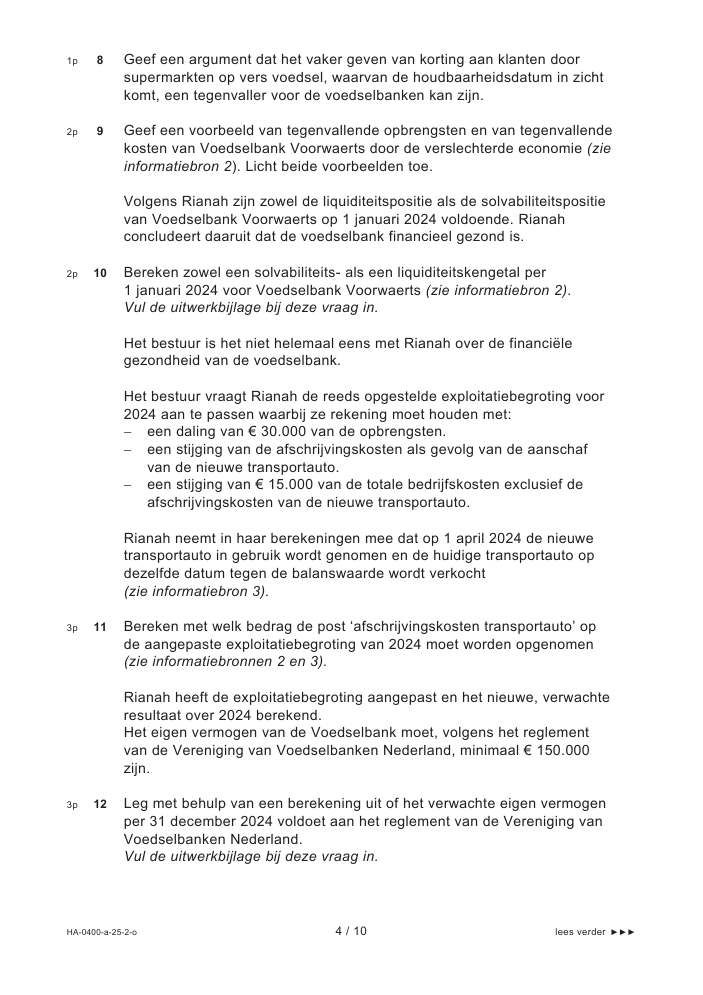 1p 8 Geef een argument dat het vaker geven van korting aan klanten door
supermarkten op vers voedsel, waarvan de houdbaarheidsdatum in zicht
komt, een tegenvaller voor de voedselbanken kan zijn.
2p 9 Geef een voorbeeld van tegenvallende opbrengsten en van tegenvallende
kosten van Voedselbank Voorwaerts door de verslechterde economie (zie
informatiebron 2). Licht beide voorbeelden toe.
Volgens Rianah zijn zowel de liquiditeitspositie als de solvabiliteitspositie
van Voedselbank Voorwaerts op 1 januari 2024 voldoende. Rianah
concludeert daaruit dat de voedselbank financieel gezond is.
2p 10 Bereken zowel een solvabiliteits- als een liquiditeitskengetal per
1 januari 2024 voor Voedselbank Voorwaerts (zie informatiebron 2).
Vul de uitwerkbijlage bij deze vraag in.
Het bestuur is het niet helemaal eens met Rianah over de financiële
gezondheid van de voedselbank.
Het bestuur vraagt Rianah de reeds opgestelde exploitatiebegroting voor
2024 aan te passen waarbij ze rekening moet houden met:
– een daling van € 30.000 van de opbrengsten.
– een stijging van de afschrijvingskosten als gevolg van de aanschaf
van de nieuwe transportauto.
– een stijging van € 15.000 van de totale bedrijfskosten exclusief de
afschrijvingskosten van de nieuwe transportauto.
Rianah neemt in haar berekeningen mee dat op 1 april 2024 de nieuwe
transportauto in gebruik wordt genomen en de huidige transportauto op
dezelfde datum tegen de balanswaarde wordt verkocht
(zie informatiebron 3).
3p 11 Bereken met welk bedrag de post ‘afschrijvingskosten transportauto’ op
de aangepaste exploitatiebegroting van 2024 moet worden opgenomen
(zie informatiebronnen 2 en 3).
Rianah heeft de exploitatiebegroting aangepast en het nieuwe, verwachte
resultaat over 2024 berekend.
Het eigen vermogen van de Voedselbank moet, volgens het reglement
van de Vereniging van Voedselbanken Nederland, minimaal € 150.000
zijn.
3p 12 Leg met behulp van een berekening uit of het verwachte eigen vermogen
per 31 december 2024 voldoet aan het reglement van de Vereniging van
Voedselbanken Nederland.
Vul de uitwerkbijlage bij deze vraag in.
HA-0400-a-25-2-o 4 / 10 lees verder ►►►